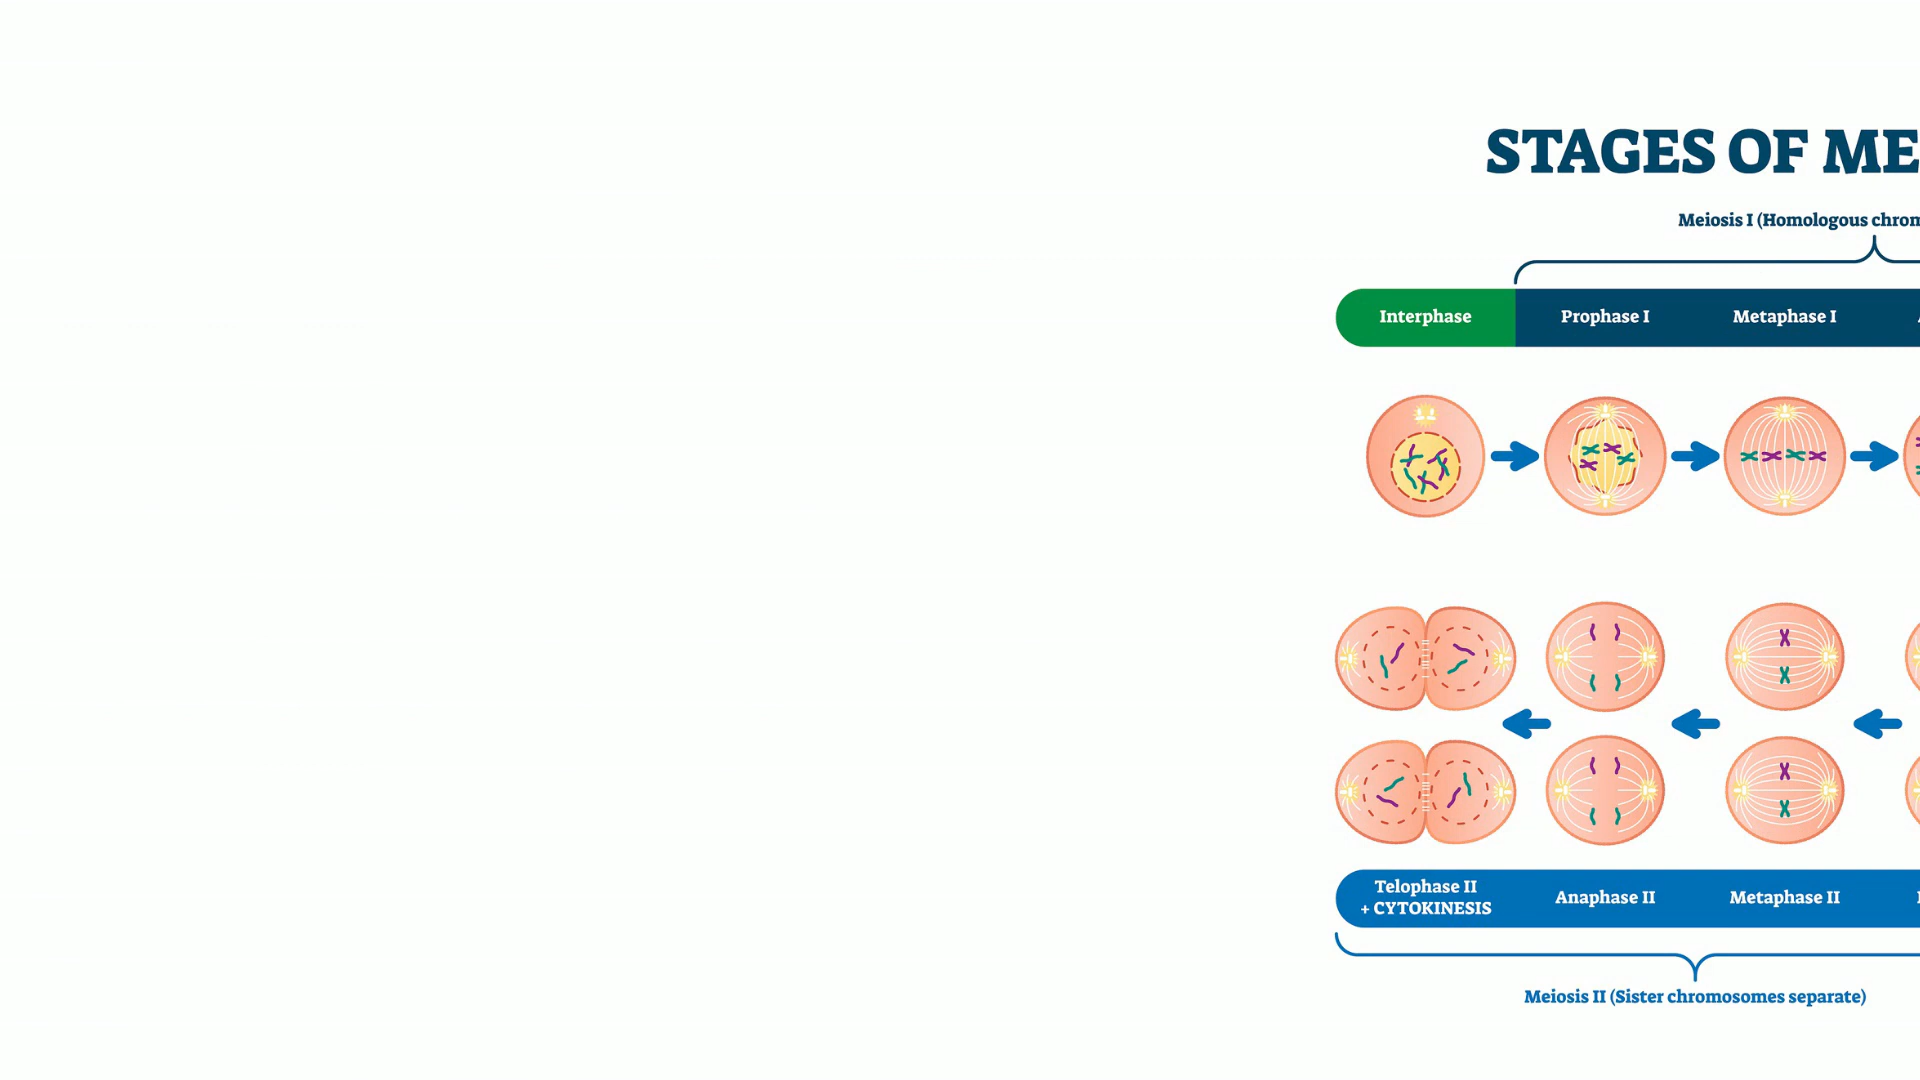 STAGES OF ME
Meiosis I (Homologous chrom
Interphase
Prophase I
Metaphase I
Telophase II
+ CYTOKINESIS
Anaphase II
Metaphase II
Meiosis II (Sister chromosomes separate)